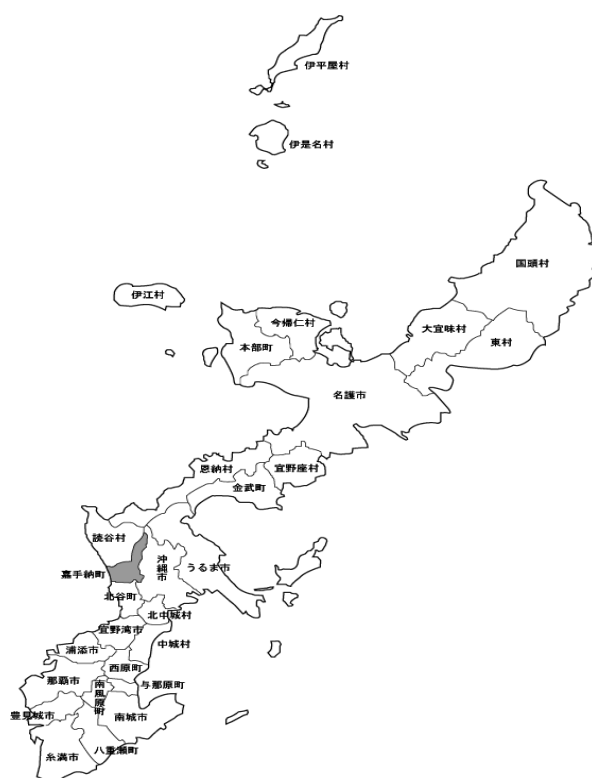 伊平屋村
伊是名村
国頭村
伊江村
今帰仁村
大宜味村
本部町
東村
名護市
恩納村
宜野座村
金武町
読谷村
沖縄市
うるま市
嘉手納町
北谷町
北中城村
宜野湾市
中城村
浦添市
西原町
那覇市
南風原町
与那原町
豊見城市
南城市
八重瀬町
糸満市